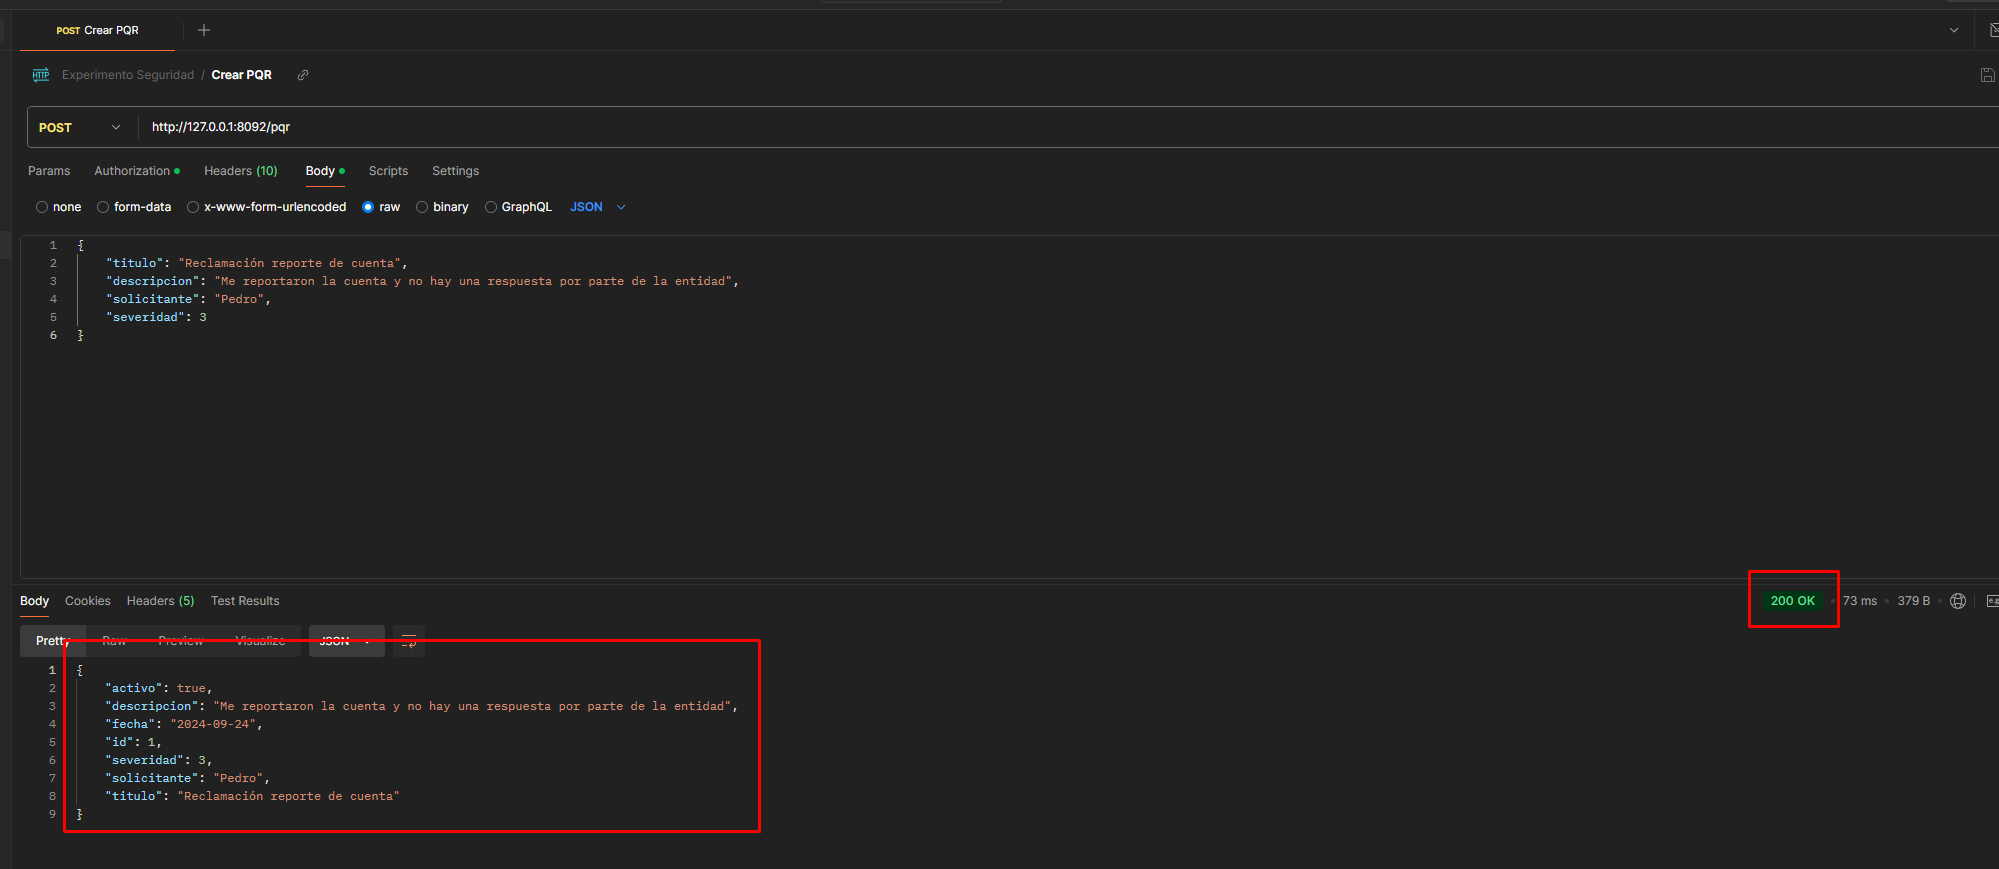 POST Crear PQR
HTTP Experimento Seguridad / Crear PQR
POST http://127.0.0.1:8092/pqr
Params Authorization Headers (10) Body Scripts Settings
none form-data x-www-form-urlencoded raw binary GraphQL JSON
1 {
2 "titulo": "Reclamación reporte de cuenta",
3 "descripcion": "Me reportaron la cuenta y no hay una respuesta por parte de la entidad",
4 "solicitante": "Pedro",
5 "severidad": 3
6 }
Body Cookies Headers (5) Test Results 200 OK 73 ms 379 B
Pretty Raw Preview Visualize JSON
1 {
2 "activo": true,
3 "descripcion": "Me reportaron la cuenta y no hay una respuesta por parte de la entidad",
4 "fecha": "2024-09-24",
5 "id": 1,
6 "severidad": 3,
7 "solicitante": "Pedro",
8 "titulo": "Reclamación reporte de cuenta"
9 }